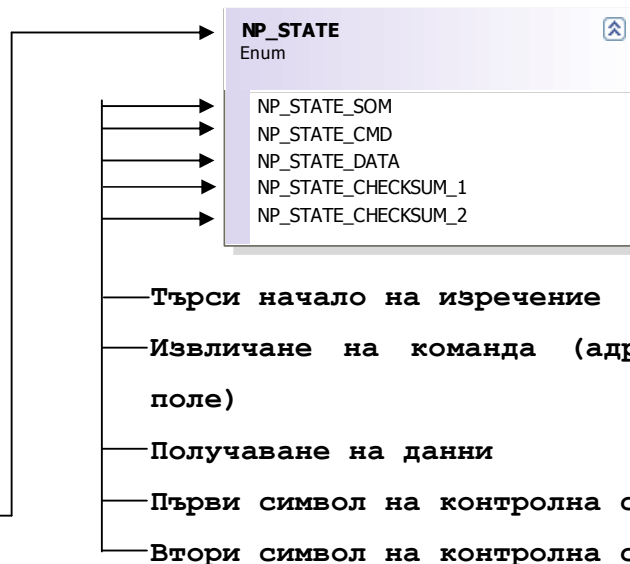 NP_STATE
Enum
NP_STATE_SOM
NP_STATE_CMD
NP_STATE_DATA
NP_STATE_CHECKSUM_1
NP_STATE_CHECKSUM_2
Търси начало на изречение
Извличане на команда
поле)
Получаване на данни
Първи символ на контролна
Втори символ на контролна